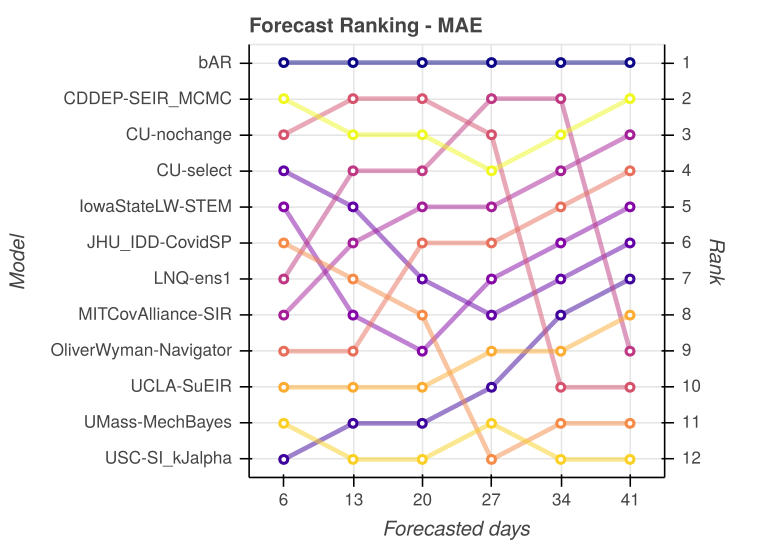 Forecast Ranking - MAE
bAR
CDDEP-SEIR_MCMC
CU-nochange
CU-select
IowaStateLW-STEM
JHU_IDD-CovidSP
LNQ-ens1
MITCovAlliance-SIR
OliverWyman-Navigator
UCLA-SuEIR
UMass-MechBayes
USC-SI_kJalpha
Model
1
2
3
4
5
6
7
8
9
10
11
12
Rank
6 13 20 27 34 41
Forecasted days